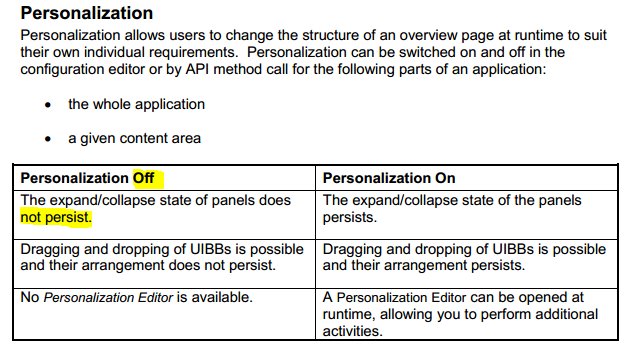 Personalization
Personalization allows users to change the structure of an overview page at runtime to suit
their own individual requirements.  Personalization can be switched on and off in the
configuration editor or by API method call for the following parts of an application:
• the whole application
• a given content area
Personalization Off
Personalization On
The expand/collapse state of panels does
not persist.
The expand/collapse state of the panels
persists.
Dragging and dropping of UIBBs is possible
and their arrangement does not persist.
Dragging and dropping of UIBBs is possible
and their arrangement persists.
No Personalization Editor is available.
A Personalization Editor can be opened at
runtime, allowing you to perform additional
activities.